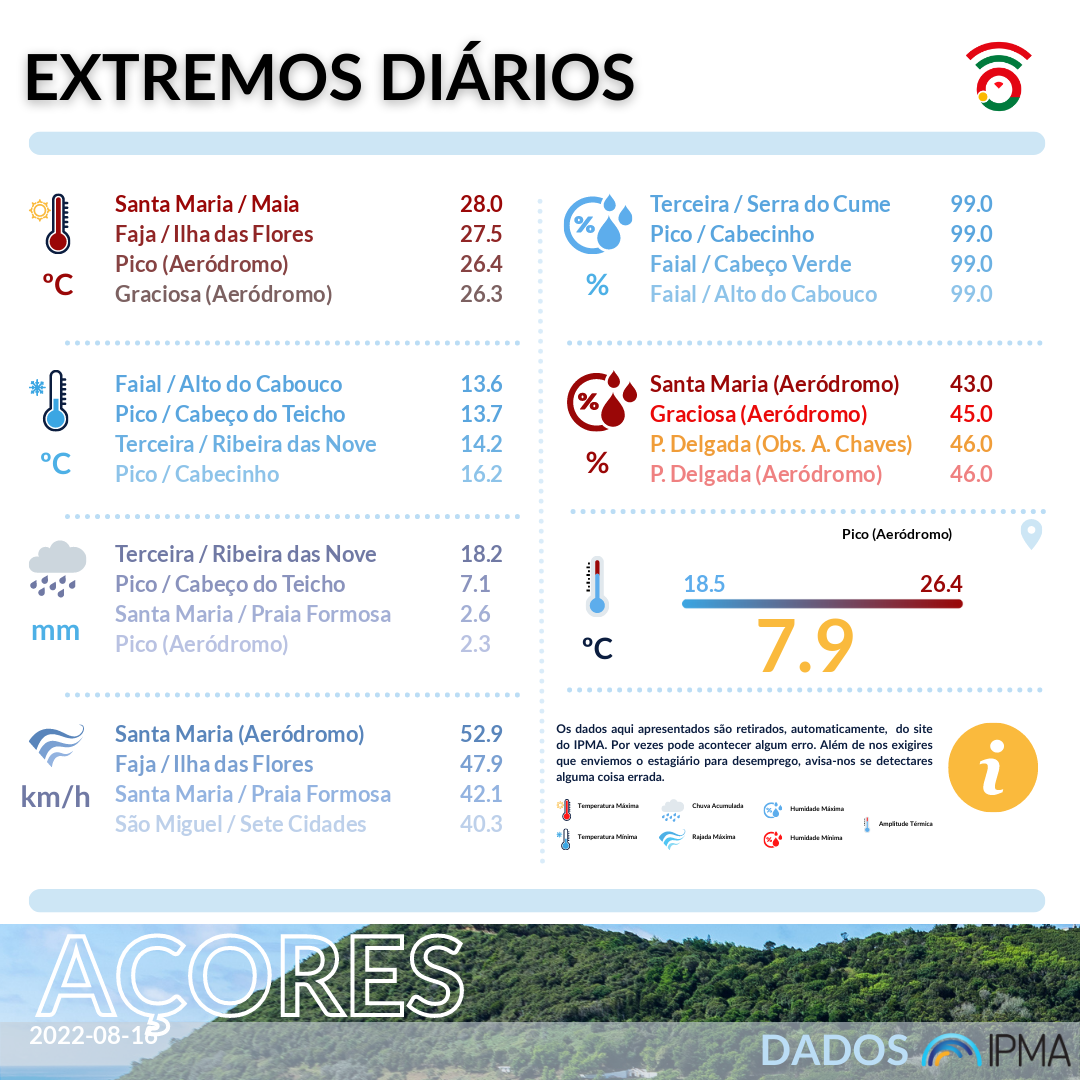 EXTREMOS DIÁRIOS
Santa Maria / Maia 28.0
Faja / Ilha das Flores 27.5
Pico (Aeródromo) 26.4
Graciosa (Aeródromo) 26.3
ºC
Faial / Alto do Cabouco 13.6
Pico / Cabeço do Teicho 13.7
Terceira / Ribeira das Nove 14.2
Pico / Cabecinho 16.2
ºC
Terceira / Ribeira das Nove 18.2
Pico / Cabeço do Teicho 7.1
Santa Maria / Praia Formosa 2.6
Pico (Aeródromo) 2.3
mm
Santa Maria (Aeródromo) 52.9
Faja / Ilha das Flores 47.9
Santa Maria / Praia Formosa 42.1
São Miguel / Sete Cidades 40.3
km/h
%
Terceira / Serra do Cume 99.0
Pico / Cabecinho 99.0
Faial / Cabeço Verde 99.0
Faial / Alto do Cabouco 99.0
%
%
Santa Maria (Aeródromo) 43.0
Graciosa (Aeródromo) 45.0
P. Delgada (Obs. A. Chaves) 46.0
P. Delgada (Aeródromo) 46.0
%
Pico (Aeródromo)
18.5 26.4
7.9
ºC
Os dados aqui apresentados são retirados, automaticamente, do site
do IPMA. Por vezes pode acontecer algum erro. Além de nos exigires
que enviemos o estagiário para desemprego, avisa-nos se detectares
alguma coisa errada.
i
Temperatura Máxima
Chuva Acumulada
% Humidade Máxima
Amplitude Térmica
Temperatura Mínima
Rajada Máxima
% Humidade Mínima
AÇORES
2022-08-16
DADOS IPMA